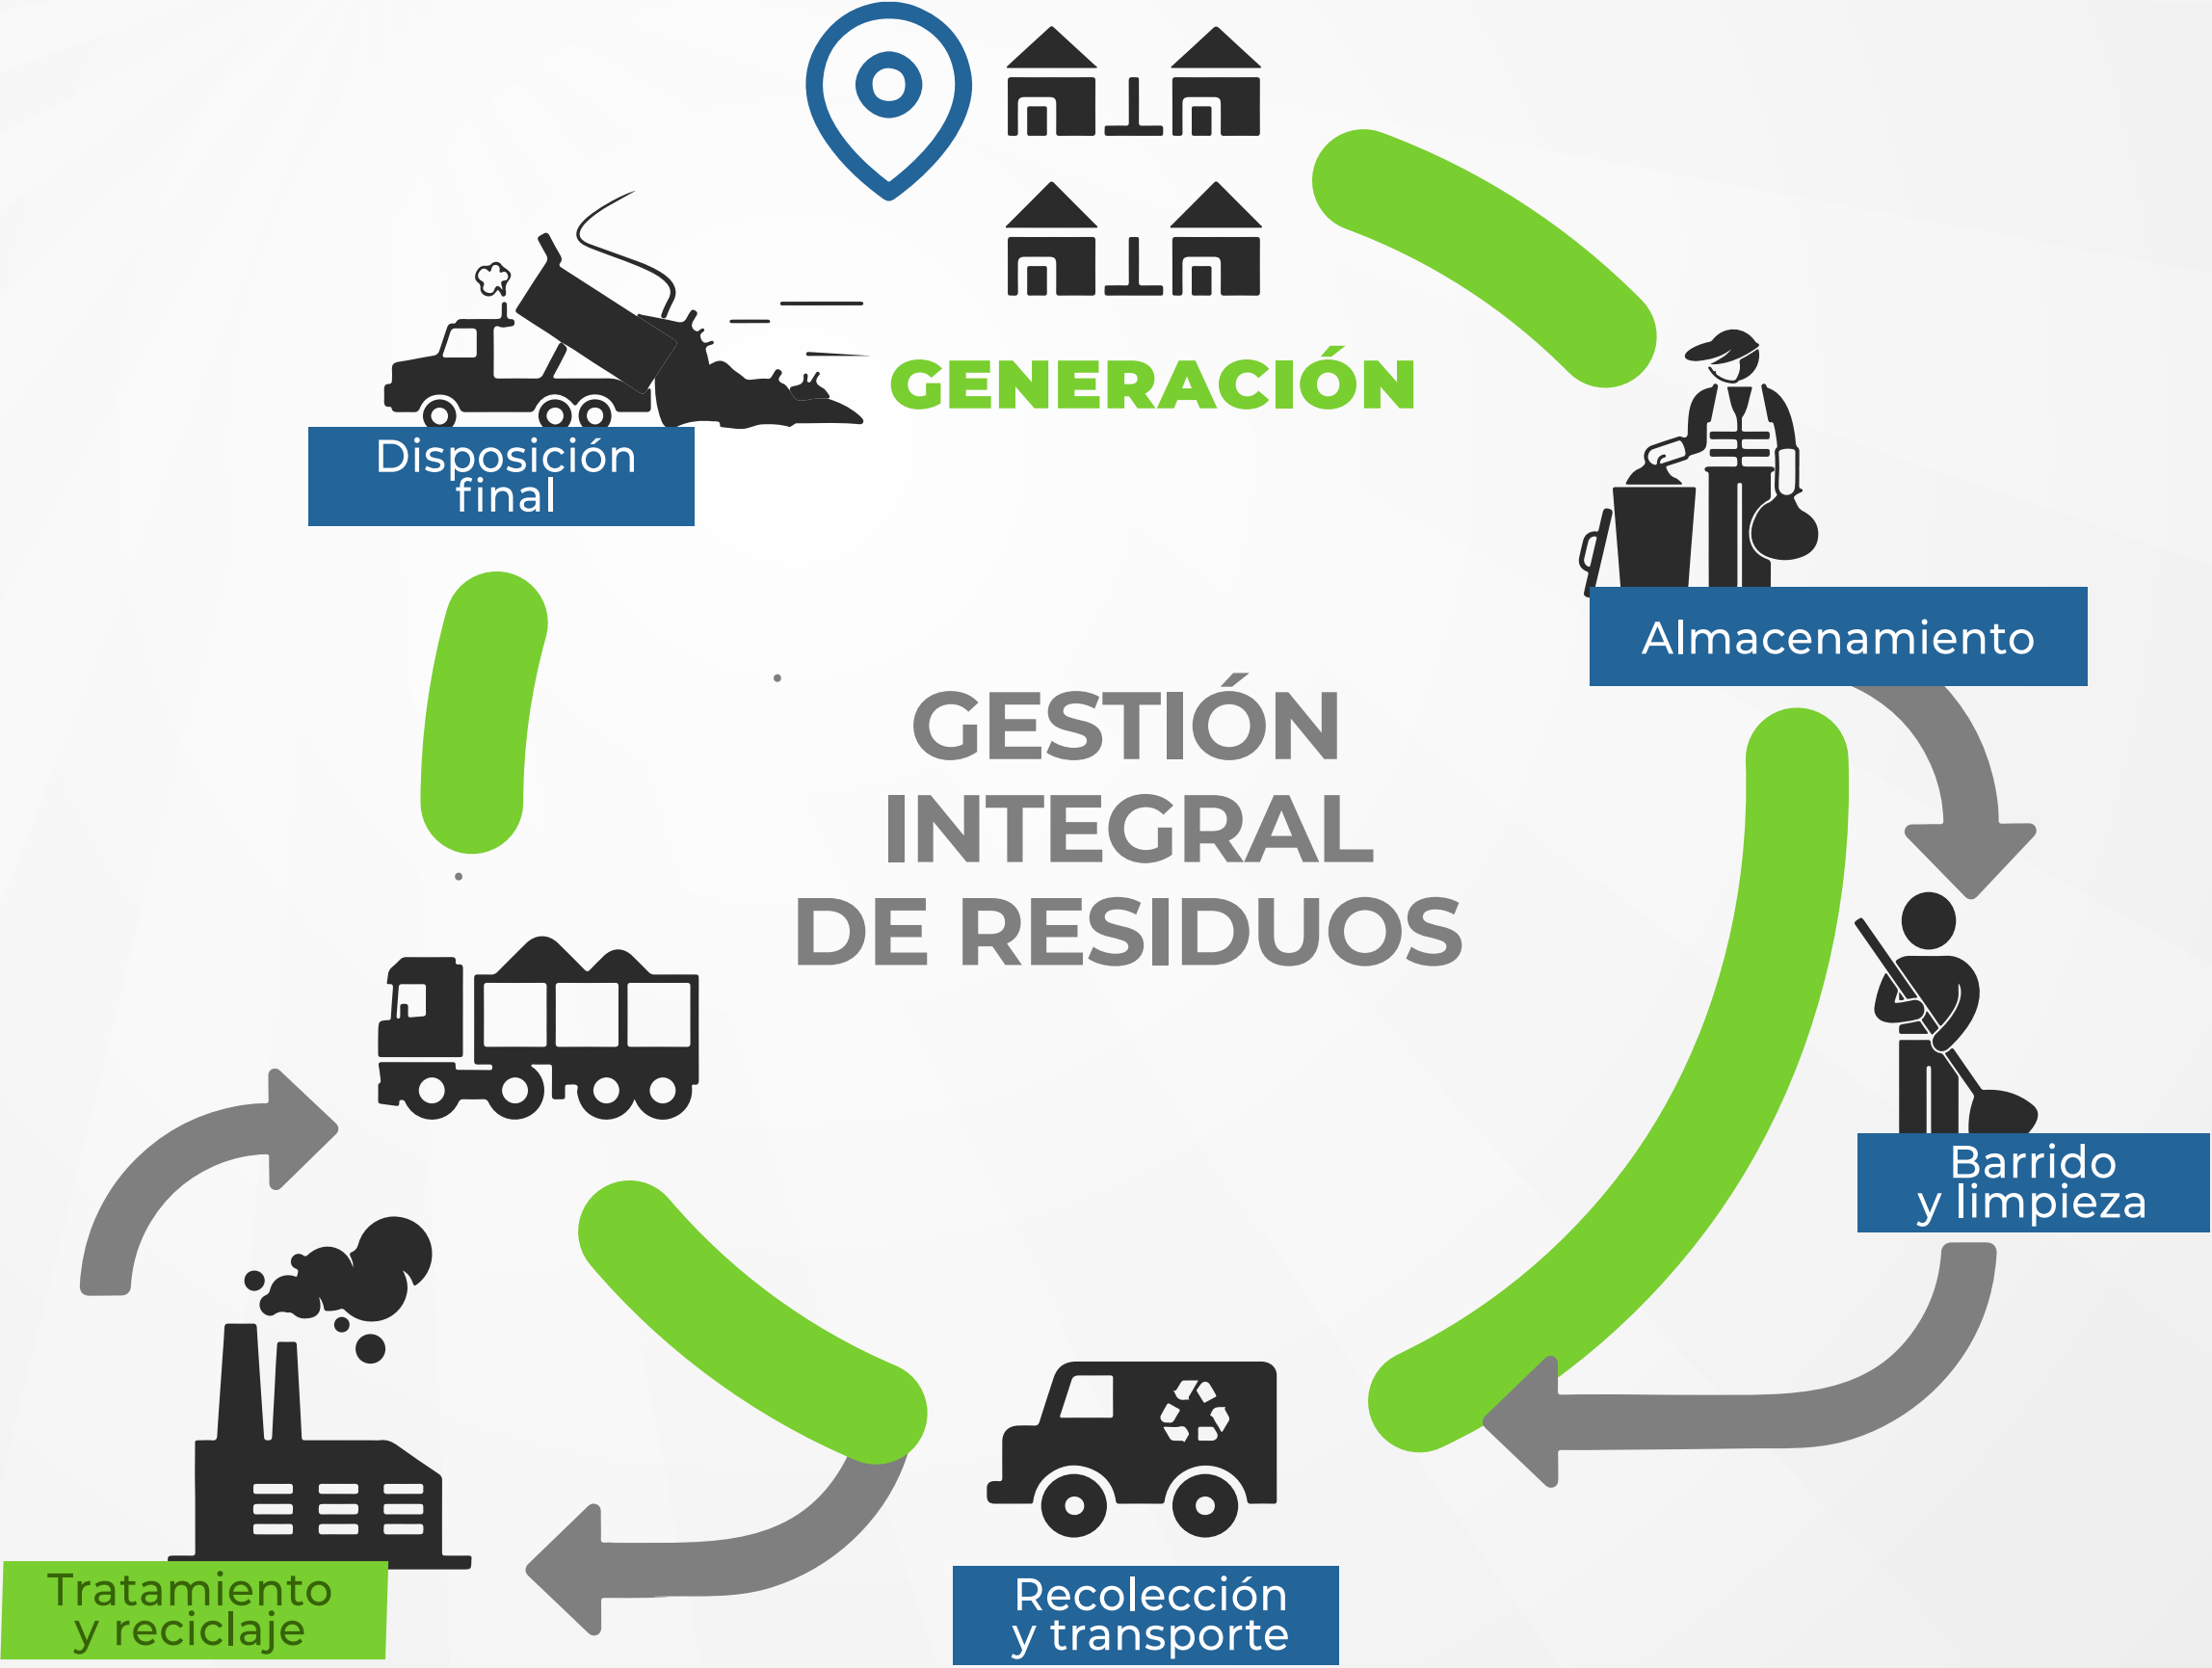 GENERACIÓN
Disposición
final
Almacenamiento
GESTIÓN
INTEGRAL
DE RESIDUOS
Barrido
y limpieza
Tratamiento
y reciclaje
Recolección
y transporte